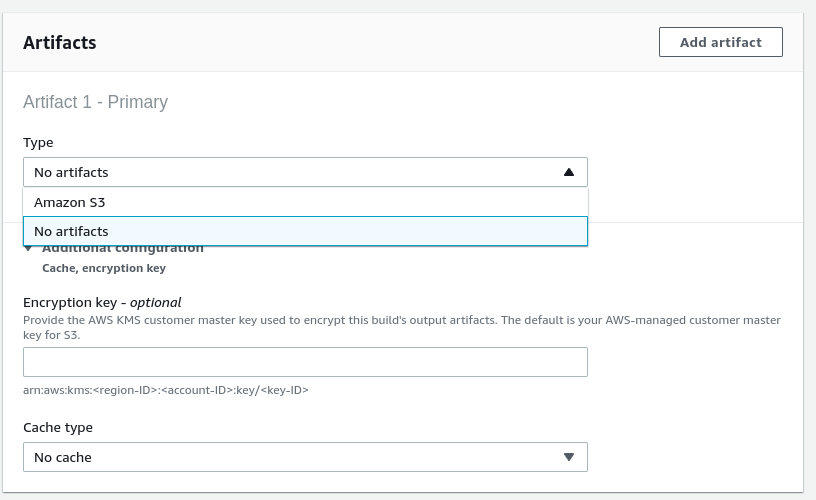 Artifacts
Add artifact
Artifact 1 - Primary
Type
No artifacts
Amazon S3
No artifacts
Additional configuration
Cache, encryption key
Encryption key - optional
Provide the AWS KMS customer master key used to encrypt this build's output artifacts. The default is your AWS-managed customer master
key for S3.
arn:aws:kms:<region-ID>:<account-ID>:key/<key-ID>
Cache type
No cache